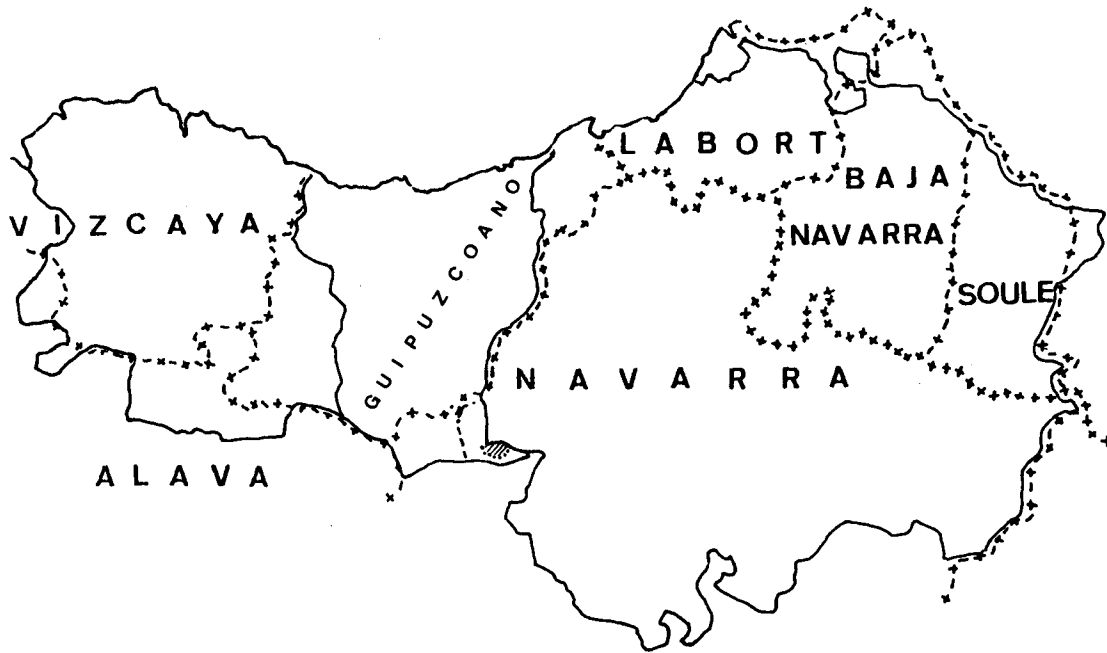 LABORT
BAJA
VIZCAYA
NAVARRA
GUIPUZCOANO
SOULE
NAVARRA
ALAVA